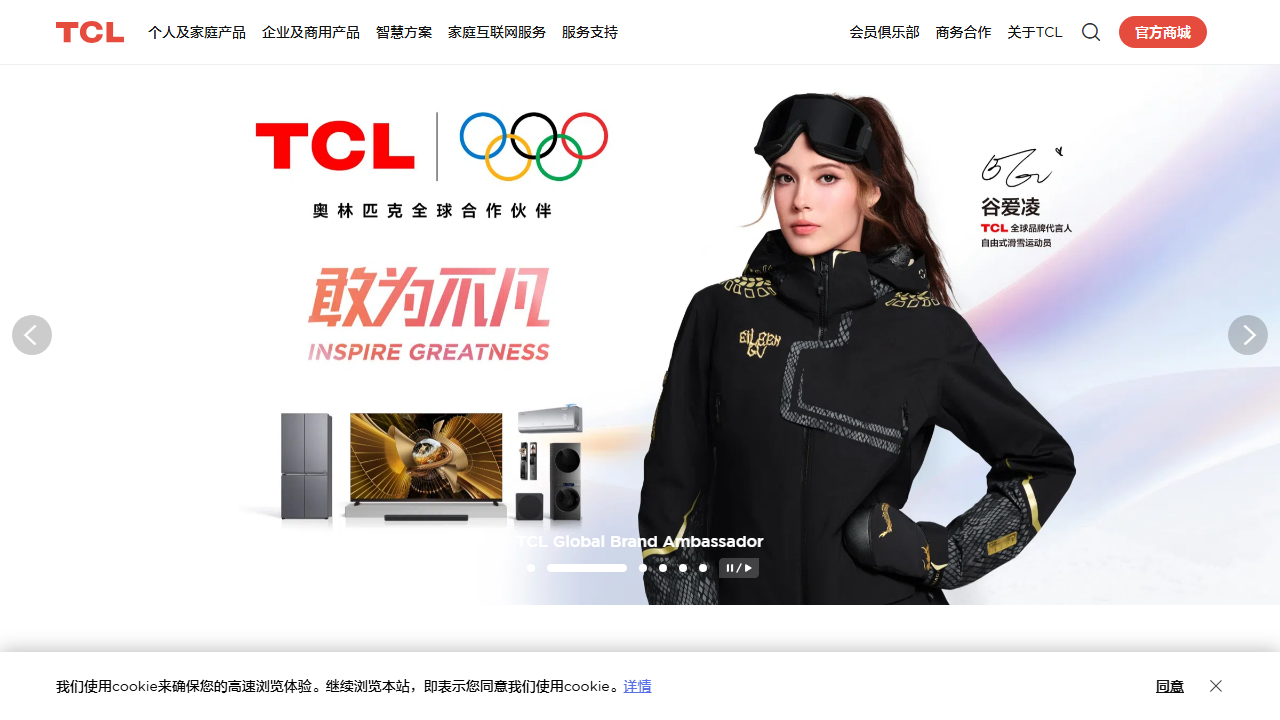 TCL 个人及家庭产品 企业及商用产品 智慧方案 家庭互联网服务 服务支持 会员俱乐部 商务合作 关于TCL 官方商城
TCL
奥林匹克全球合作伙伴
敢为不凡
INSPIRE GREATNESS
谷爱凌
TCL 全球品牌代言人
自由式滑雪运动员
EILEEN
GU
TCL Global Brand Ambassador
我们使用cookie来确保您的高速浏览体验。继续浏览本站，即表示您同意我们使用cookie。详情 同意